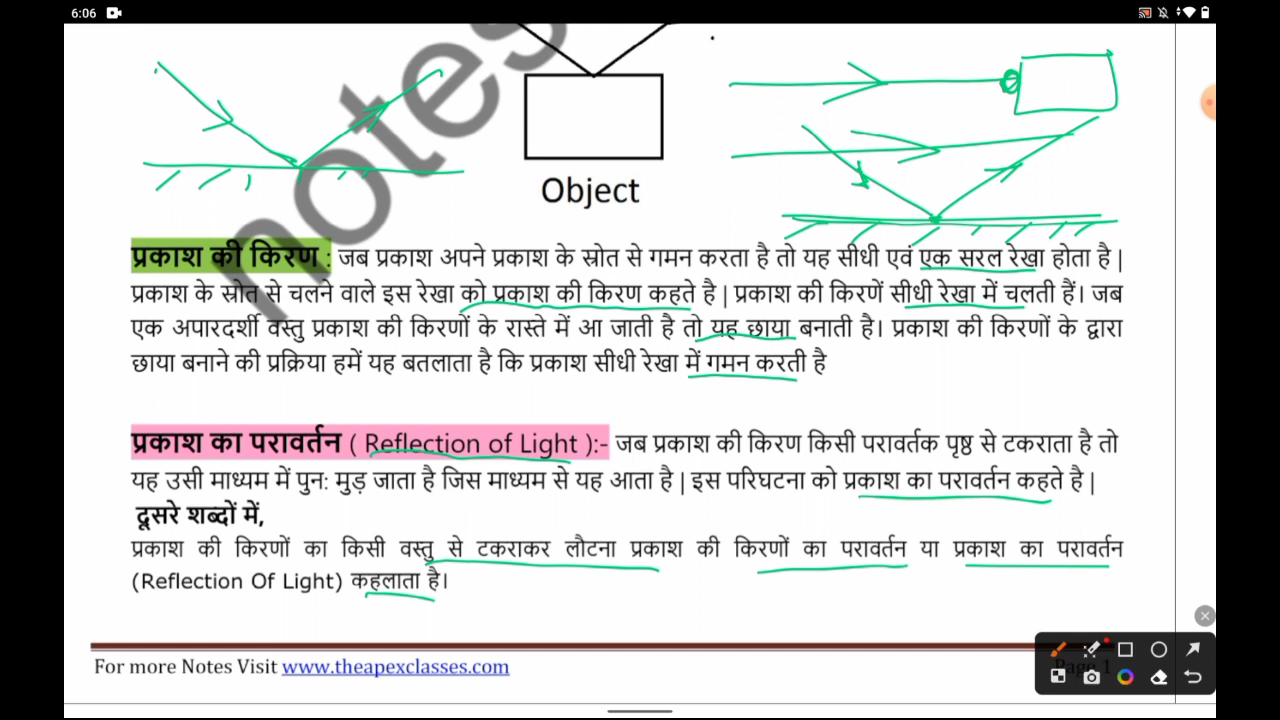 6:06
notes
Object
प्रकाश की किरण : जब प्रकाश अपने प्रकाश के स्रोत से गमन करता है तो यह सीधी एवं एक सरल रेखा होता है |
प्रकाश के स्रोत से चलने वाले इस रेखा को प्रकाश की किरण कहते है | प्रकाश की किरणें सीधी रेखा में चलती हैं। जब
एक अपारदर्शी वस्तु प्रकाश की किरणों के रास्ते में आ जाती है तो यह छाया बनाती है। प्रकाश की किरणों के द्वारा
छाया बनाने की प्रक्रिया हमें यह बतलाता है कि प्रकाश सीधी रेखा में गमन करती है
प्रकाश का परावर्तन ( Reflection of Light ):- जब प्रकाश की किरण किसी परावर्तक पृष्ठ से टकराता है तो
यह उसी माध्यम में पुन: मुड़ जाता है जिस माध्यम से यह आता है | इस परिघटना को प्रकाश का परावर्तन कहते है |
दूसरे शब्दों में,
प्रकाश की किरणों का किसी वस्तु से टकराकर लौटना प्रकाश की किरणों का परावर्तन या प्रकाश का परावर्तन
(Reflection Of Light) कहलाता है।
For more Notes Visit www.theapexclasses.com
Page 1